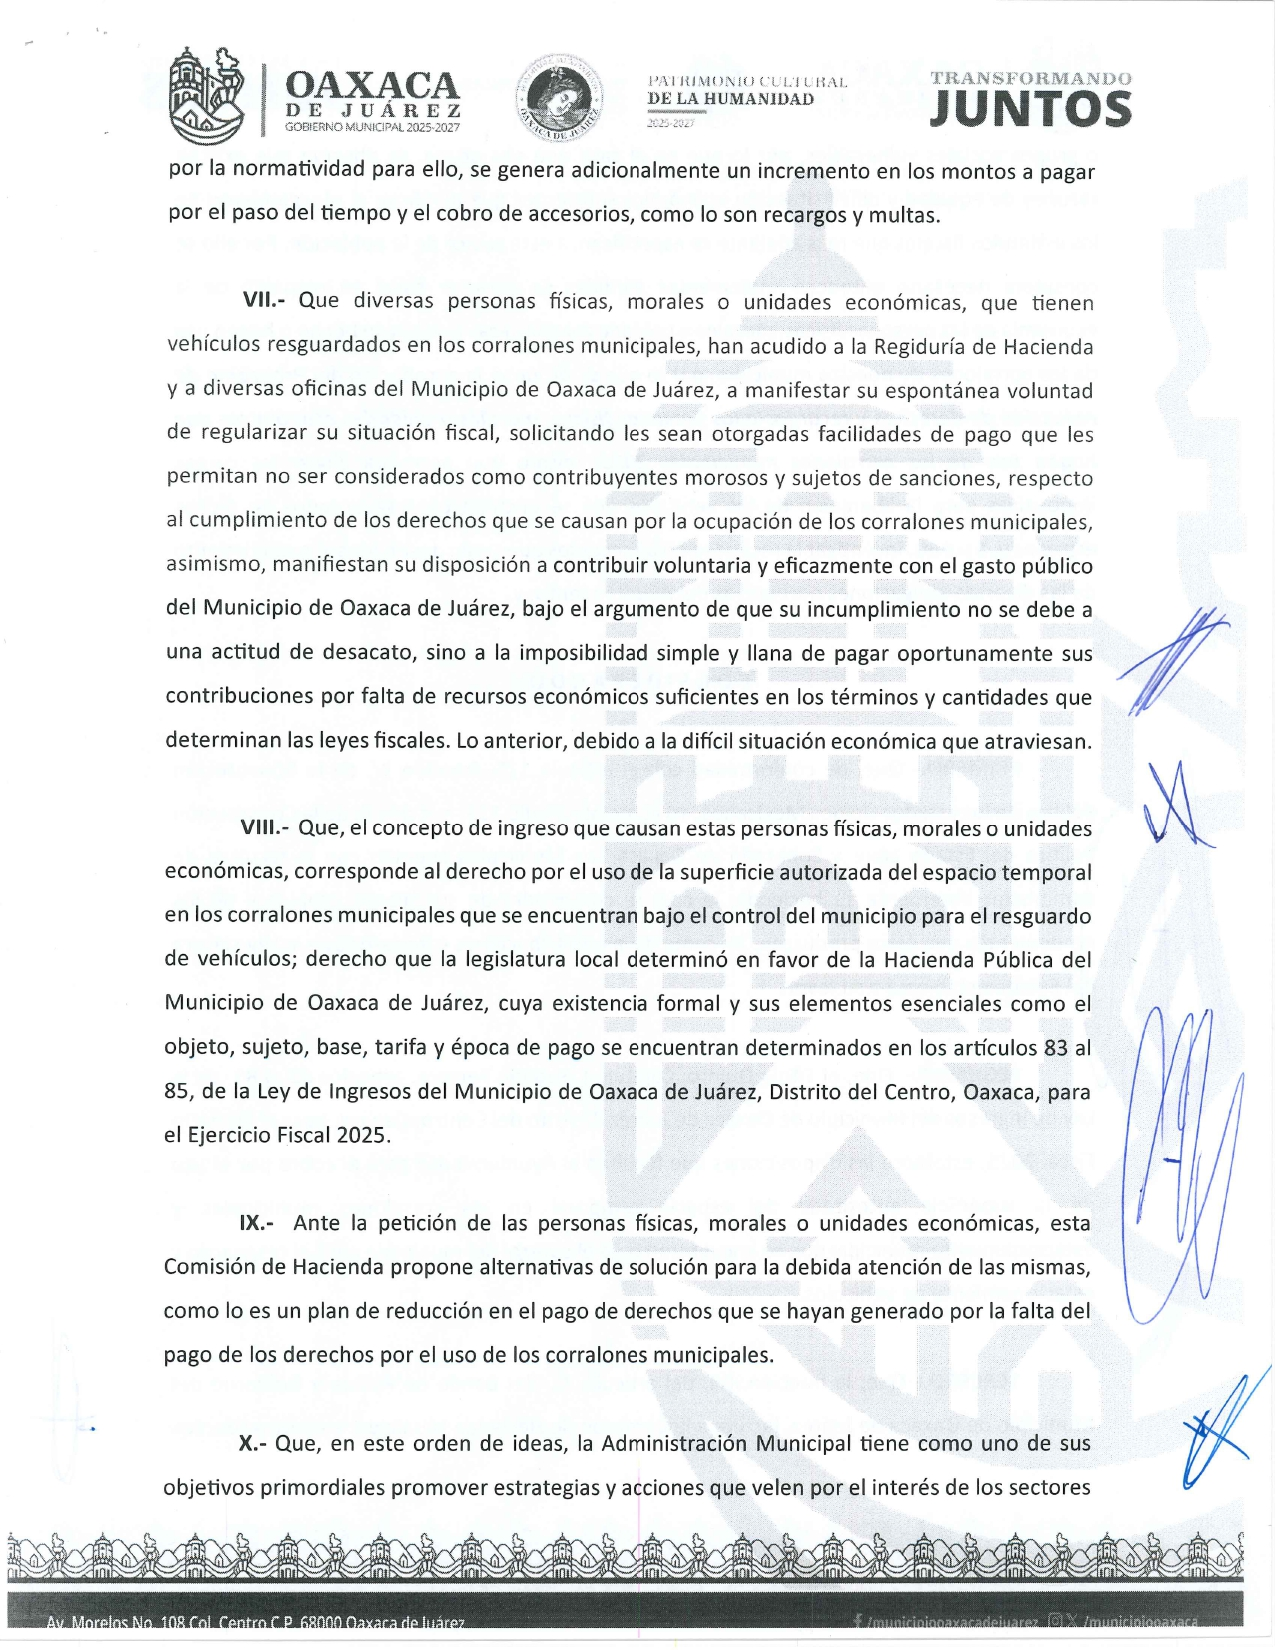 OAXACA
DE JUÁREZ
GOBIERNO MUNICIPAL 2025-2027
OAXACA DE JUÁREZ
PATRIMONIO CULTURAL
DE LA HUMANIDAD
2025-2027
TRANSFORMANDO
JUNTOS
por la normatividad para ello, se genera adicionalmente un incremento en los montos a pagar
por el paso del tiempo y el cobro de accesorios, como lo son recargos y multas.
VII.- Que diversas personas físicas, morales o unidades económicas, que tienen
vehículos resguardados en los corralones municipales, han acudido a la Regiduría de Hacienda
y a diversas oficinas del Municipio de Oaxaca de Juárez, a manifestar su espontánea voluntad
de regularizar su situación fiscal, solicitando les sean otorgadas facilidades de pago que les
permitan no ser considerados como contribuyentes morosos y sujetos de sanciones, respecto
al cumplimiento de los derechos que se causan por la ocupación de los corralones municipales,
asimismo, manifiestan su disposición a contribuir voluntaria y eficazmente con el gasto público
del Municipio de Oaxaca de Juárez, bajo el argumento de que su incumplimiento no se debe a
una actitud de desacato, sino a la imposibilidad simple y llana de pagar oportunamente sus
contribuciones por falta de recursos económicos suficientes en los términos y cantidades que
determinan las leyes fiscales. Lo anterior, debido a la difícil situación económica que atraviesan.
VIII.- Que, el concepto de ingreso que causan estas personas físicas, morales o unidades
económicas, corresponde al derecho por el uso de la superficie autorizada del espacio temporal
en los corralones municipales que se encuentran bajo el control del municipio para el resguardo
de vehículos; derecho que la legislatura local determinó en favor de la Hacienda Pública del
Municipio de Oaxaca de Juárez, cuya existencia formal y sus elementos esenciales como el
objeto, sujeto, base, tarifa y época de pago se encuentran determinados en los artículos 83 al
85, de la Ley de Ingresos del Municipio de Oaxaca de Juárez, Distrito del Centro, Oaxaca, para
el Ejercicio Fiscal 2025.
IX.- Ante la petición de las personas físicas, morales o unidades económicas, esta
Comisión de Hacienda propone alternativas de solución para la debida atención de las mismas,
como lo es un plan de reducción en el pago de derechos que se hayan generado por la falta del
pago de los derechos por el uso de los corralones municipales.
X.- Que, en este orden de ideas, la Administración Municipal tiene como uno de sus
objetivos primordiales promover estrategias y acciones que velen por el interés de los sectores
Av. Morelos No. 108 Col. Centro C.P. 68000 Oaxaca de Juárez
/municipiooaxacadejuarez /municipiooaxaca